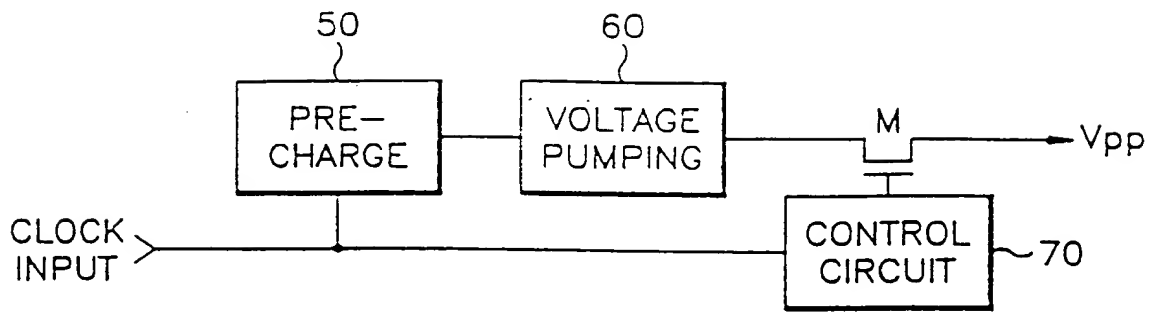 50
60
PRE-
CHARGE
VOLTAGE
PUMPING
M
Vpp
CLOCK
INPUT
CONTROL
CIRCUIT
70